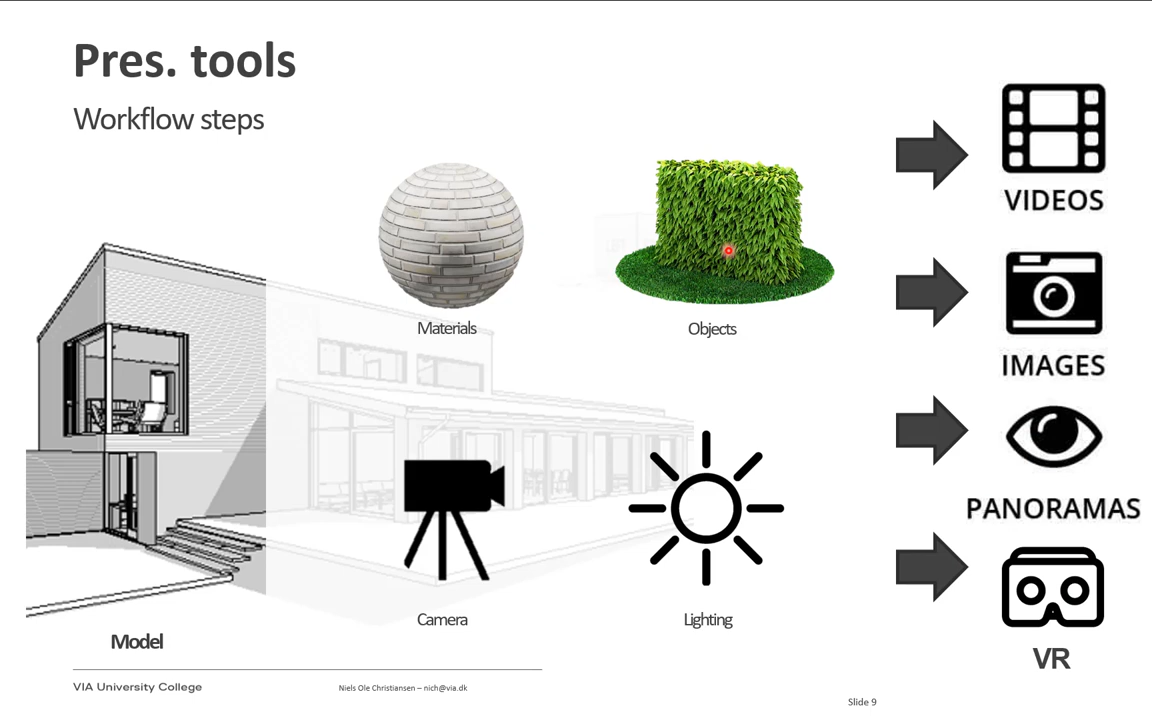 Pres. tools
Workflow steps
VIDEOS
Materials
Objects
IMAGES
PANORAMAS
Camera
Lighting
Model
VR
VIA University College
Niels Ole Christiansen – nich@via.dk
Slide 9